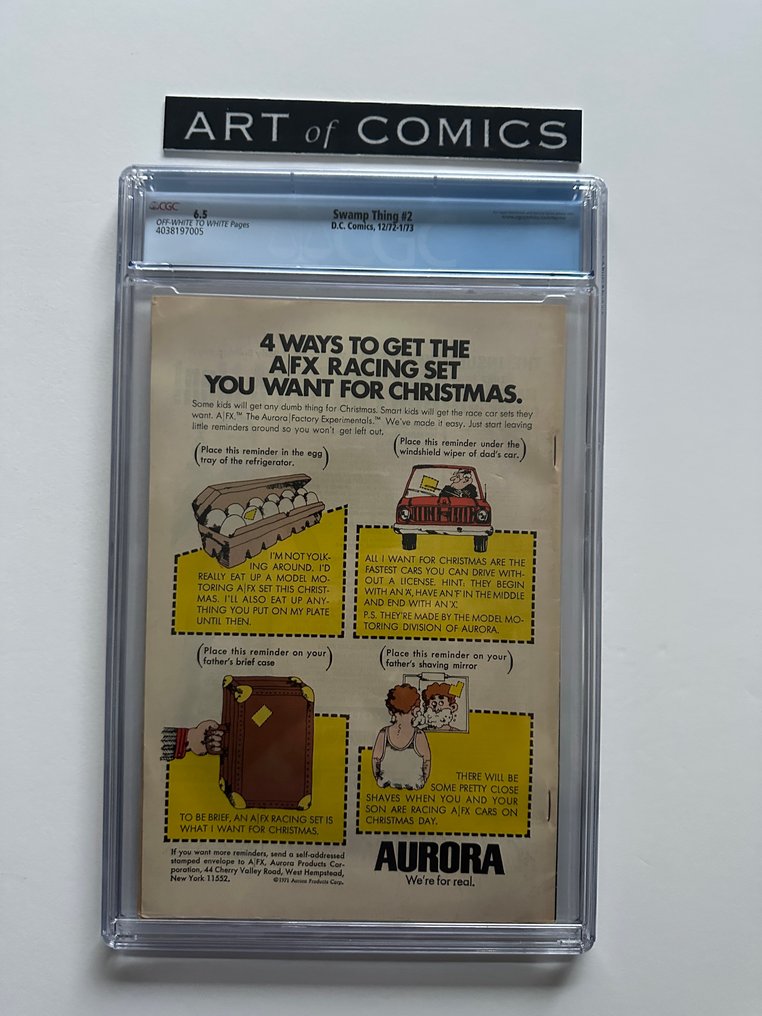 ART of COMICS
CGC
6.5
OFF-WHITE TO WHITE Pages
4038197005
Swamp Thing #2
D.C. Comics, 12/72-1/73
4 WAYS TO GET THE
A|FX RACING SET
YOU WANT FOR CHRISTMAS.
Some kids will get any dumb thing for Christmas. Smart kids will get the race car sets they
want. A|FX.™ The Aurora|Factory Experimentals.™ We've made it easy. Just start leaving
little reminders around so you won't get left out.
(Place this reminder in the egg
tray of the refrigerator.)
I'M NOT YOLK-
ING AROUND. I'D
REALLY EAT UP A MODEL MO-
TORING A|FX SET THIS CHRIST-
MAS. I'LL ALSO EAT UP ANY-
THING YOU PUT ON MY PLATE
UNTIL THEN.
(Place this reminder under the
windshield wiper of dad's car.)
ALL I WANT FOR CHRISTMAS ARE THE
FASTEST CARS YOU CAN DRIVE WITH-
OUT A LICENSE. HINT: THEY BEGIN
WITH AN 'A', HAVE AN 'F' IN THE MIDDLE
AND END WITH AN 'X'.
P.S. THEY'RE MADE BY THE MODEL MO-
TORING DIVISION OF AURORA.
(Place this reminder on your
father's brief case)
TO BE BRIEF, AN A|FX RACING SET IS
WHAT I WANT FOR CHRISTMAS.
(Place this reminder on your
father's shaving mirror)
THERE WILL BE
SOME PRETTY CLOSE
SHAVES WHEN YOU AND YOUR
SON ARE RACING A|FX CARS ON
CHRISTMAS DAY.
If you want more reminders, send a self-addressed
stamped envelope to A|FX, Aurora Products Cor-
poration, 44 Cherry Valley Road, West Hempstead,
New York 11552.
©1971 Aurora Products Corp.
AURORA
We're for real.